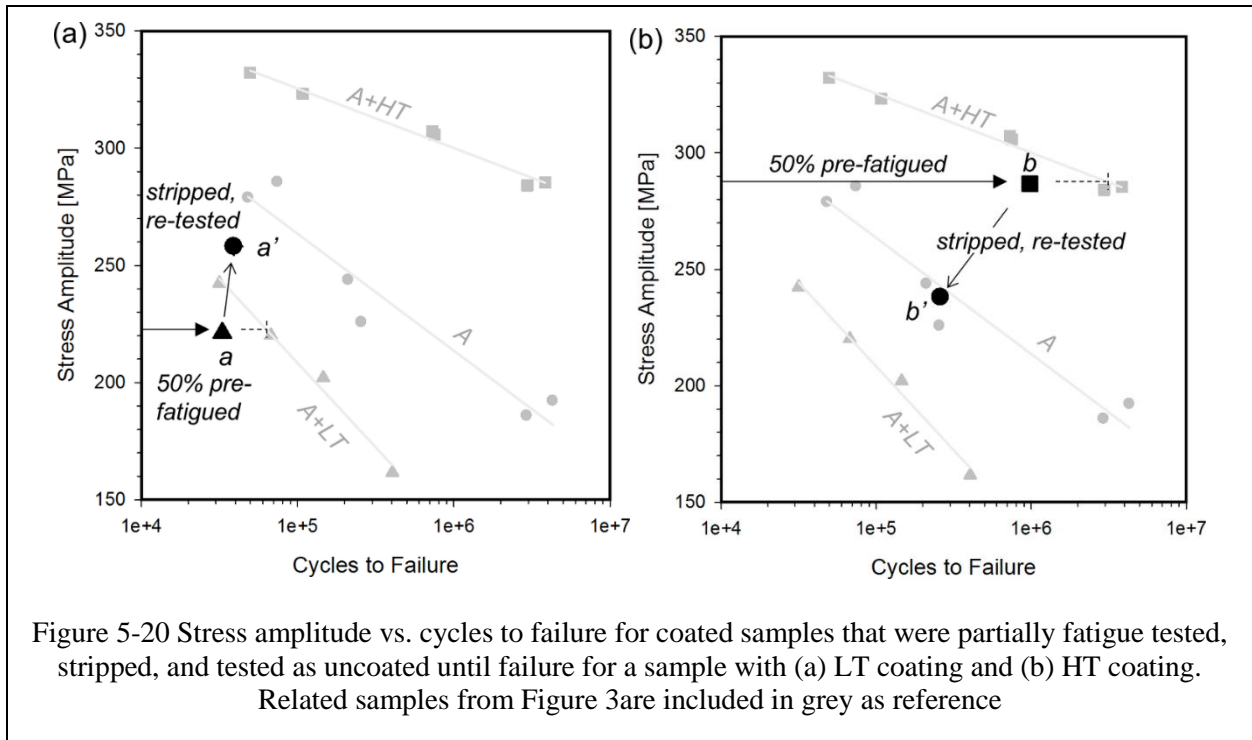 (a)
350
300
250
200
150
Stress Amplitude [MPa]
1e+4
1e+5
1e+6
1e+7
Cycles to Failure
A+HT
A
A+LT
stripped,
re-tested
a'
a
50% pre-
fatigued
(b)
350
300
250
200
150
Stress Amplitude [MPa]
1e+4
1e+5
1e+6
1e+7
Cycles to Failure
A+HT
50% pre-fatigued
b
stripped, re-tested
b'
A
A+LT
Figure 5-20 Stress amplitude vs. cycles to failure for coated samples that were partially fatigue tested,
stripped, and tested as uncoated until failure for a sample with (a) LT coating and (b) HT coating.
Related samples from Figure 3are included in grey as reference